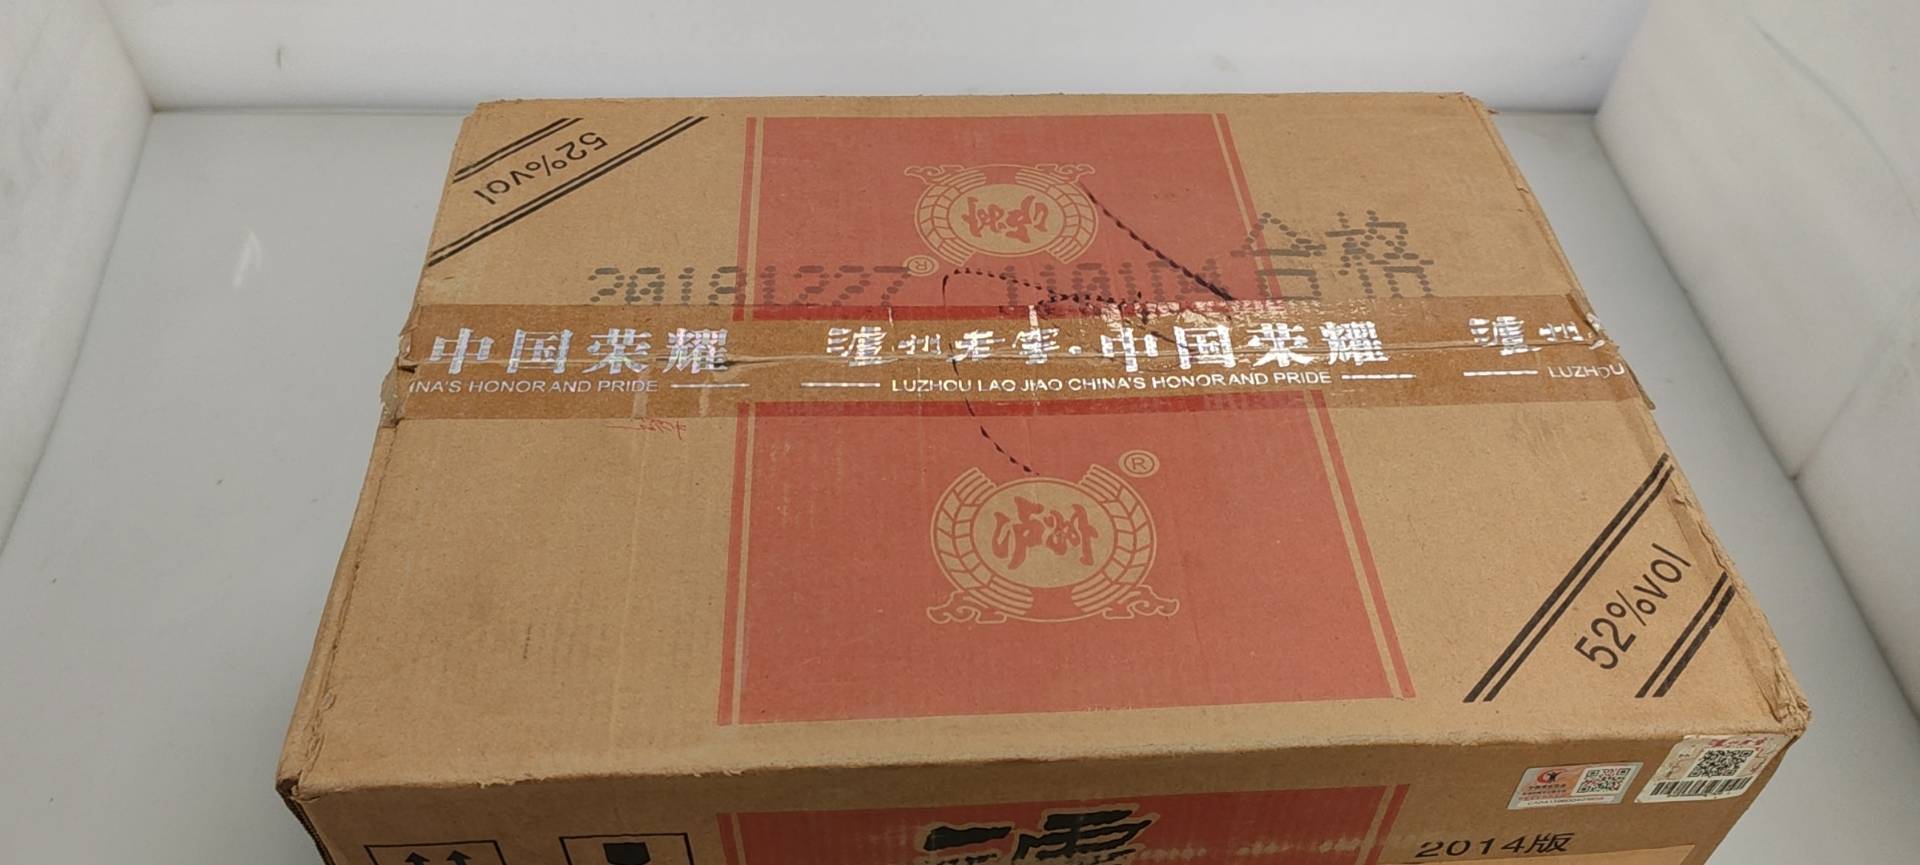 52%vol
20181227
合格
中国荣耀 泸州老窖·中国荣耀 泸州
INA'S HONOR AND PRIDE LUZHOU LAO JIAO CHINA'S HONOR AND PRIDE LUZHOU
®
®
52%vol
2014版